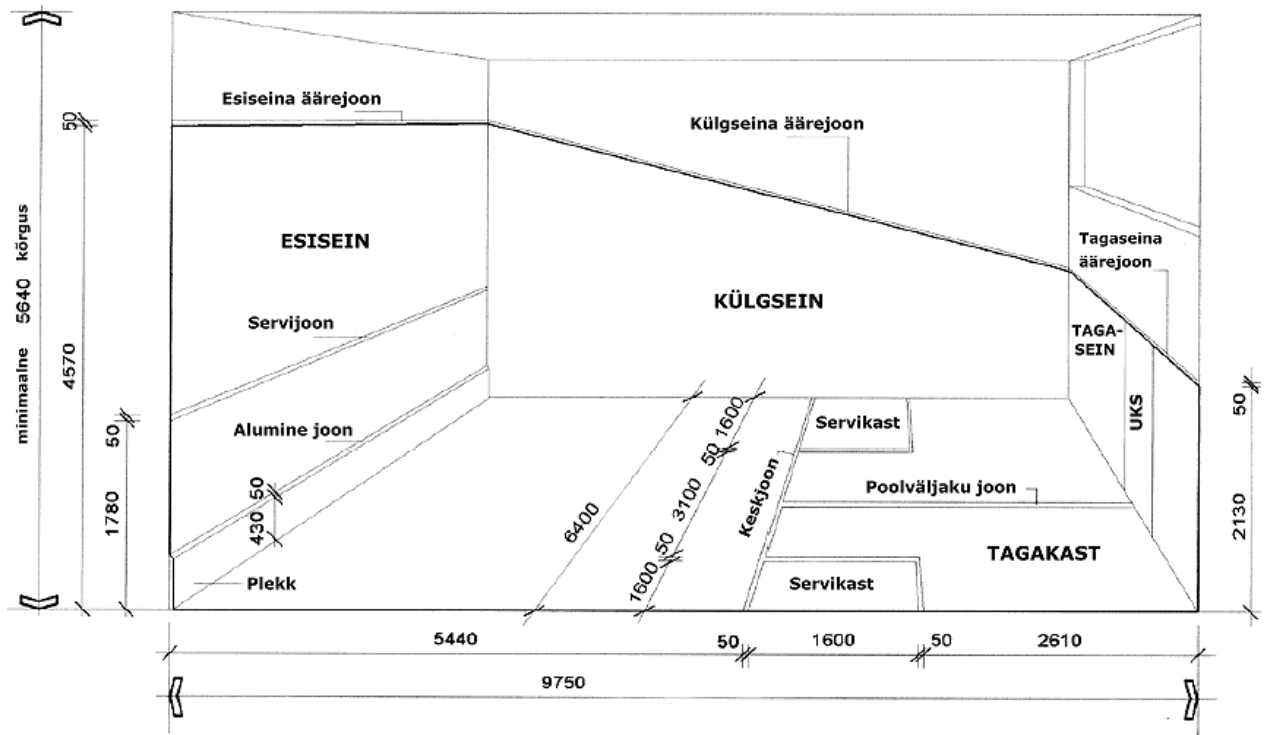 Esiseina äärejoon
Külgseina äärejoon
ESISEIN
Tagaseina
äärejoon
KÜLGSEIN
Servijoon
TAGA-
SEIN
UKS
Alumine joon
Servikast
Keskjoon
Poolväljaku joon
TAGAKAST
Plekk
Servikast
minimaalne 5640 kõrgus
50
4570
50
1780
50
430
6400
1600
50
3100
50
1600
50
2130
5440
50
1600
50
2610
9750